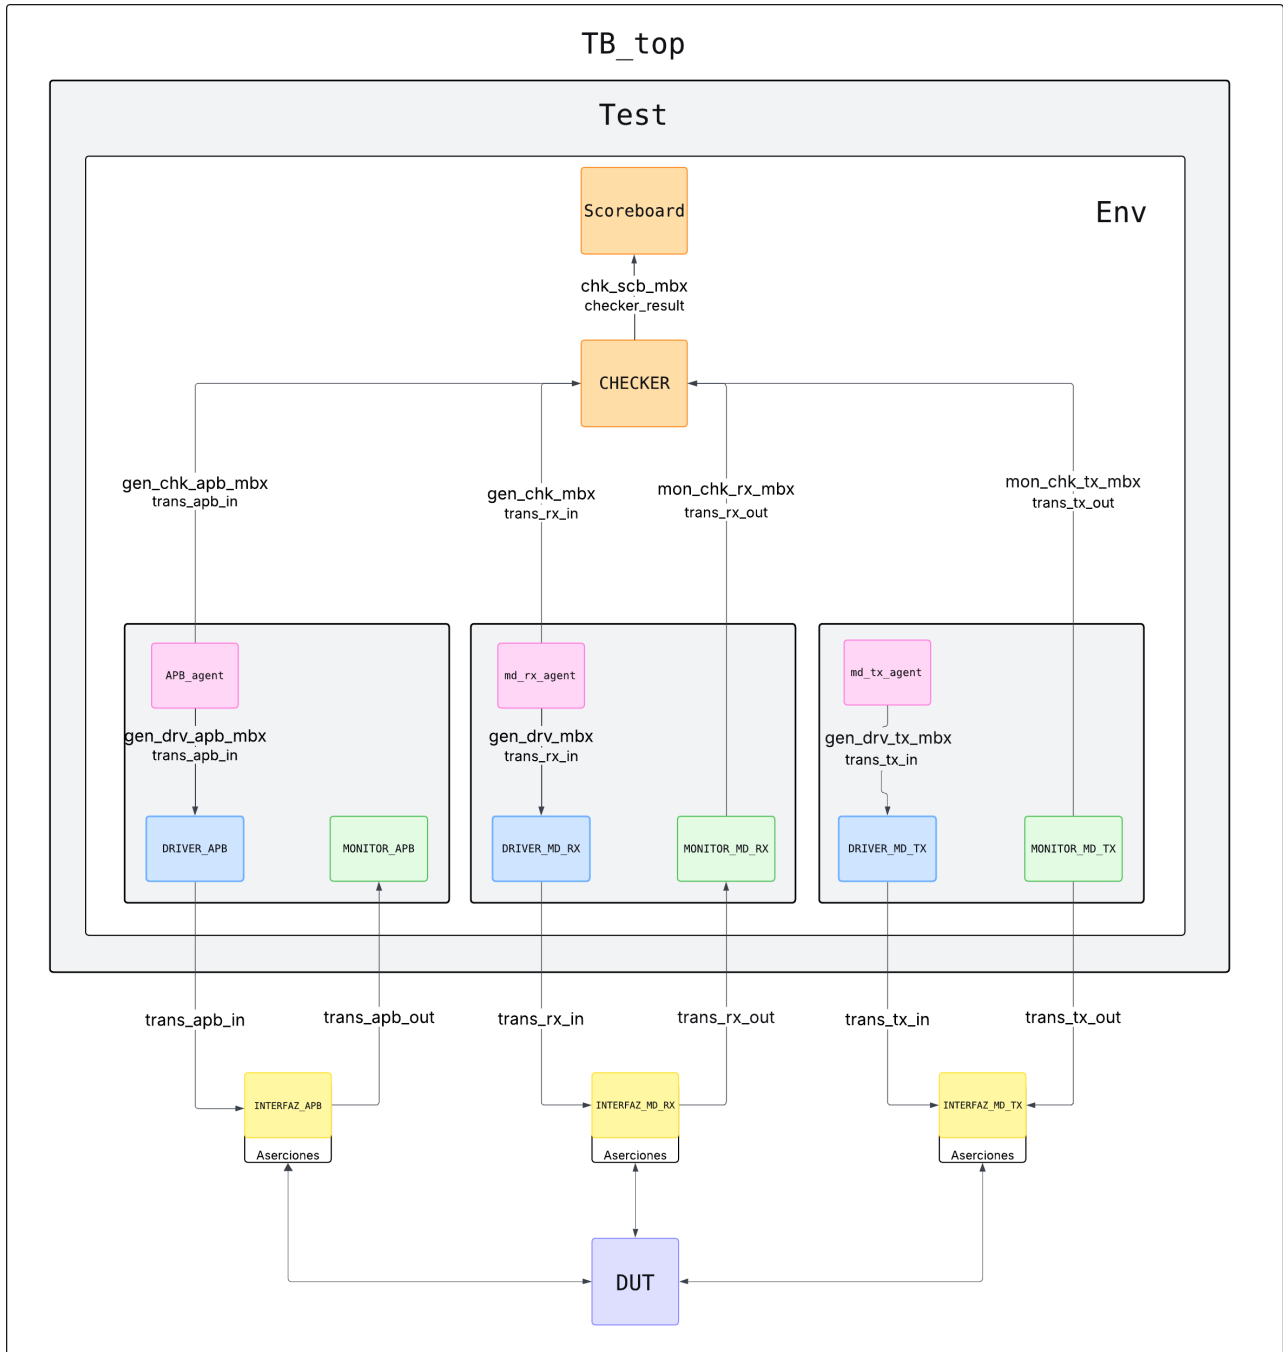 TB_top
Test
Env
Scoreboard
chk_scb_mbx
checker_result
CHECKER
gen_chk_apb_mbx
trans_apb_in
gen_chk_mbx
trans_rx_in
mon_chk_rx_mbx
trans_rx_out
mon_chk_tx_mbx
trans_tx_out
APB_agent
md_rx_agent
md_tx_agent
gen_drv_apb_mbx
trans_apb_in
gen_drv_mbx
trans_rx_in
gen_drv_tx_mbx
trans_tx_in
DRIVER_APB
MONITOR_APB
DRIVER_MD_RX
MONITOR_MD_RX
DRIVER_MD_TX
MONITOR_MD_TX
trans_apb_in
trans_apb_out
trans_rx_in
trans_rx_out
trans_tx_in
trans_tx_out
INTERFAZ_APB
INTERFAZ_MD_RX
INTERFAZ_MD_TX
Aserciones
Aserciones
Aserciones
DUT